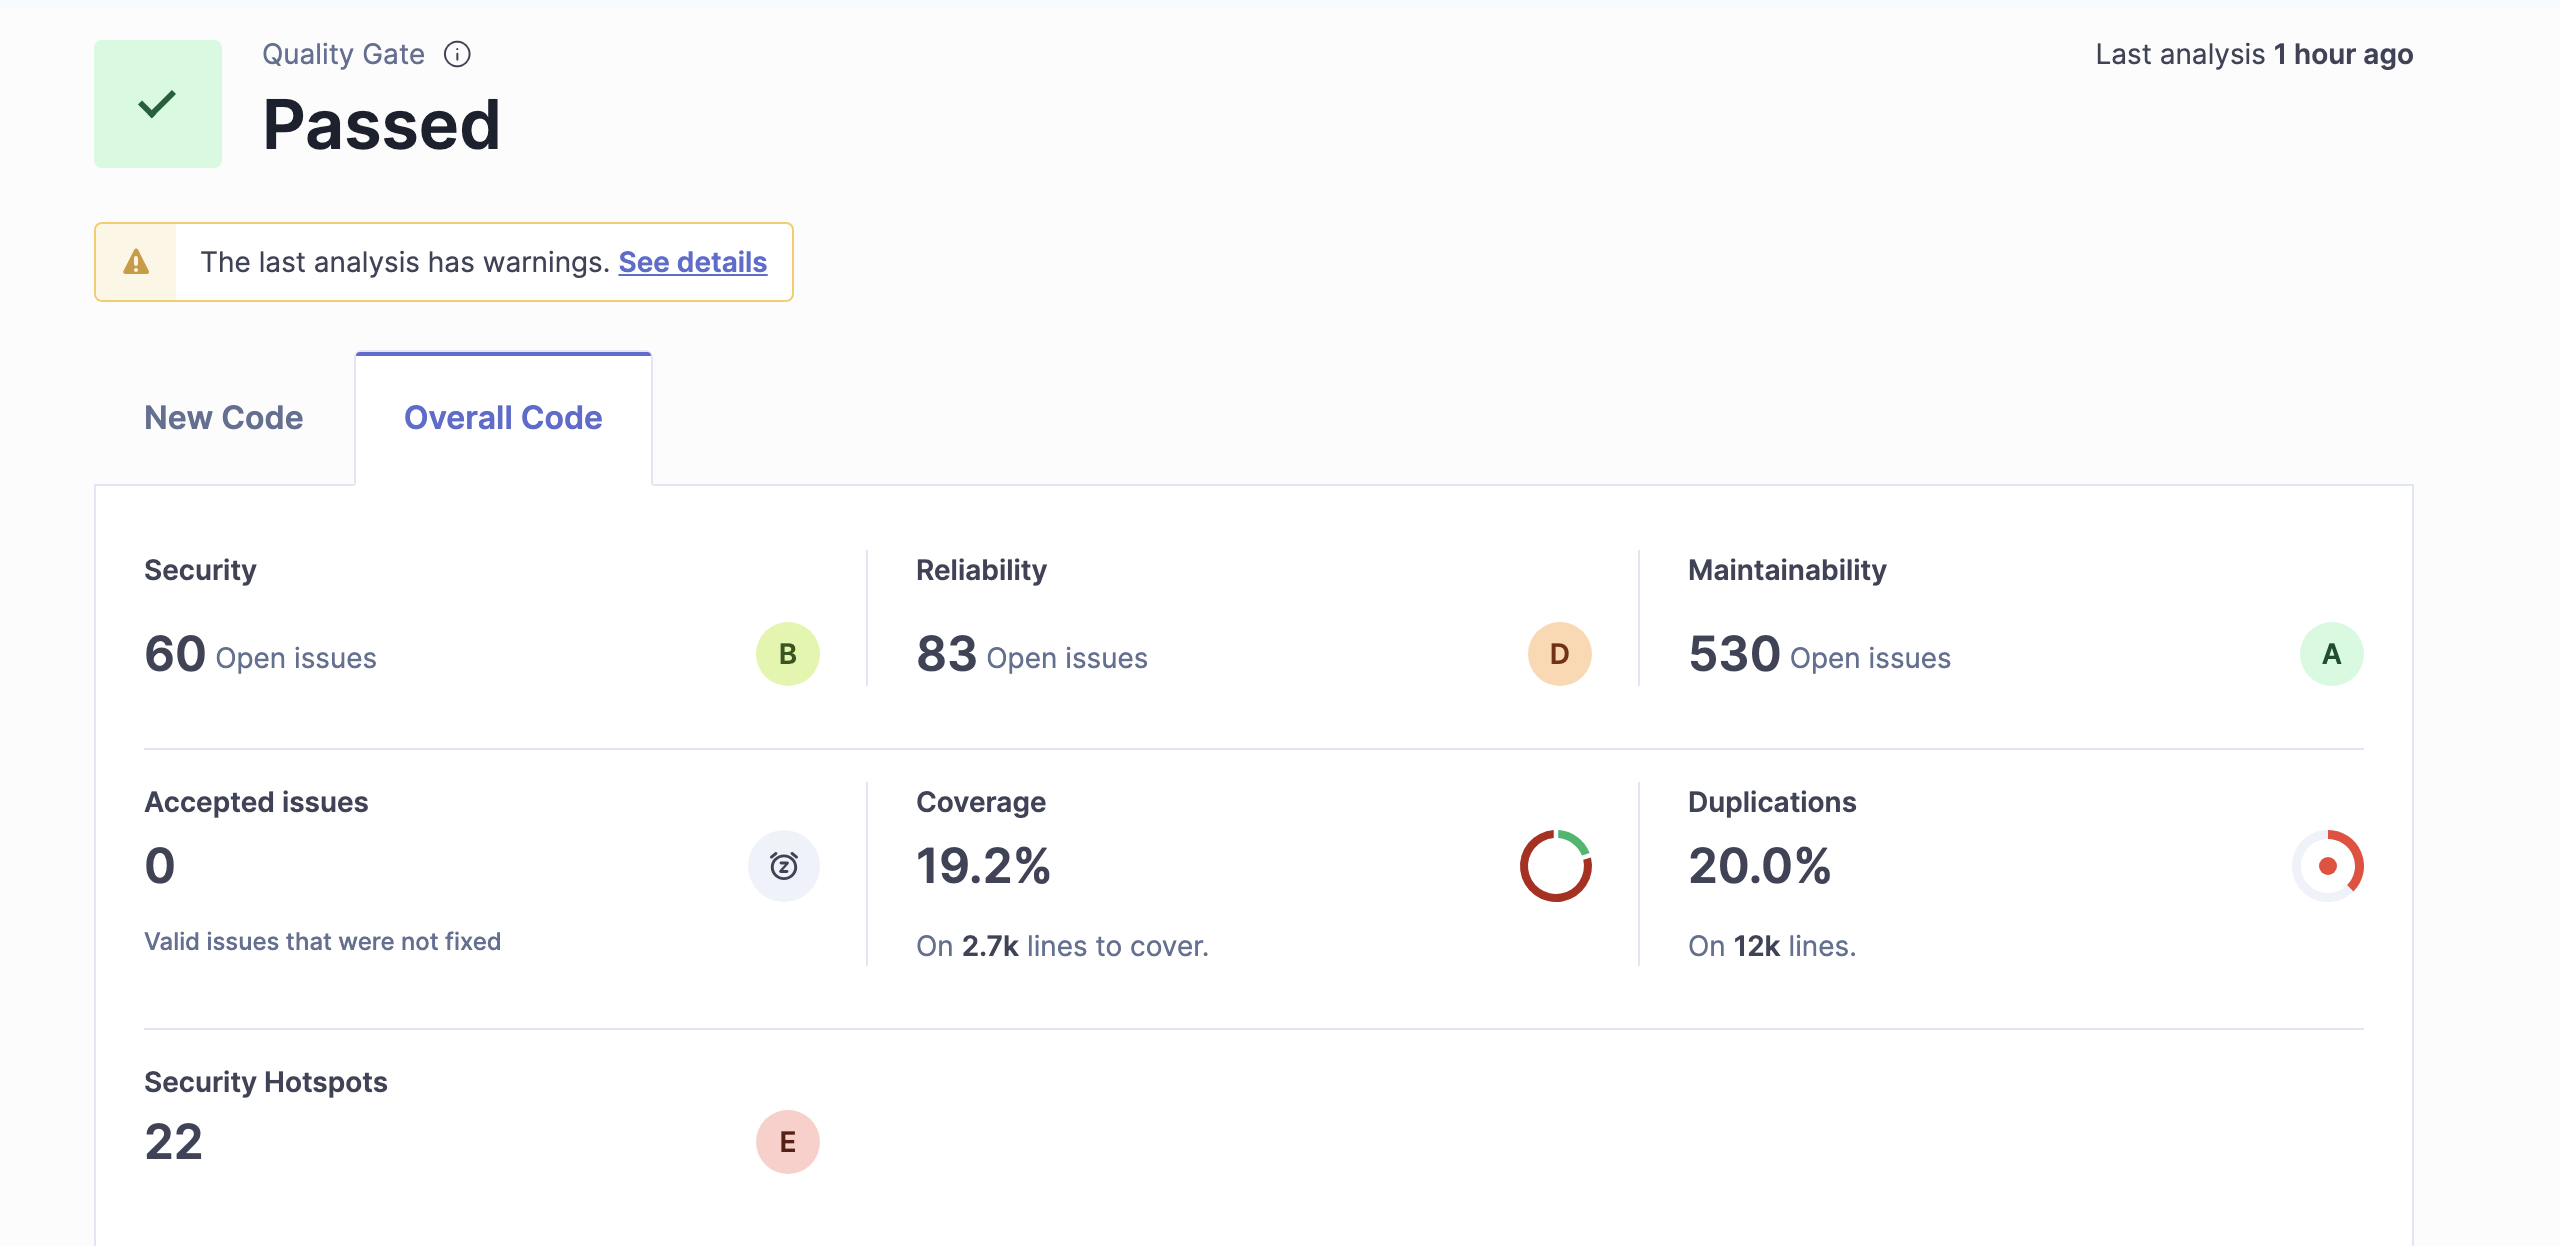 Quality Gate
Last analysis 1 hour ago
Passed
The last analysis has warnings. See details
New Code
Overall Code
Security
60 Open issues
B
Reliability
83 Open issues
D
Maintainability
530 Open issues
A
Accepted issues
0
Valid issues that were not fixed
Coverage
19.2%
On 2.7k lines to cover.
Duplications
20.0%
On 12k lines.
Security Hotspots
22
E